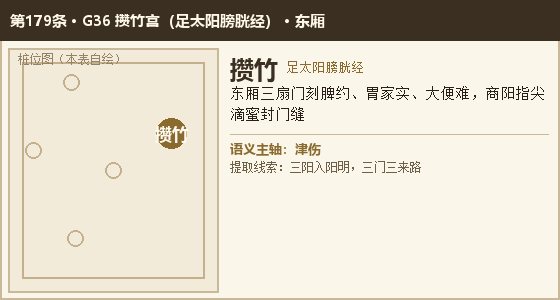 第179条・G36 攒竹宫（足太阳膀胱经）・东厢
桩位图（本表自绘）
攒竹
攒竹 足太阳膀胱经
东厢三扇门刻脾约、胃家实、大便难，商阳指尖
滴蜜封门缝
语义主轴：津伤
提取线索：三阳入阳明，三门三来路